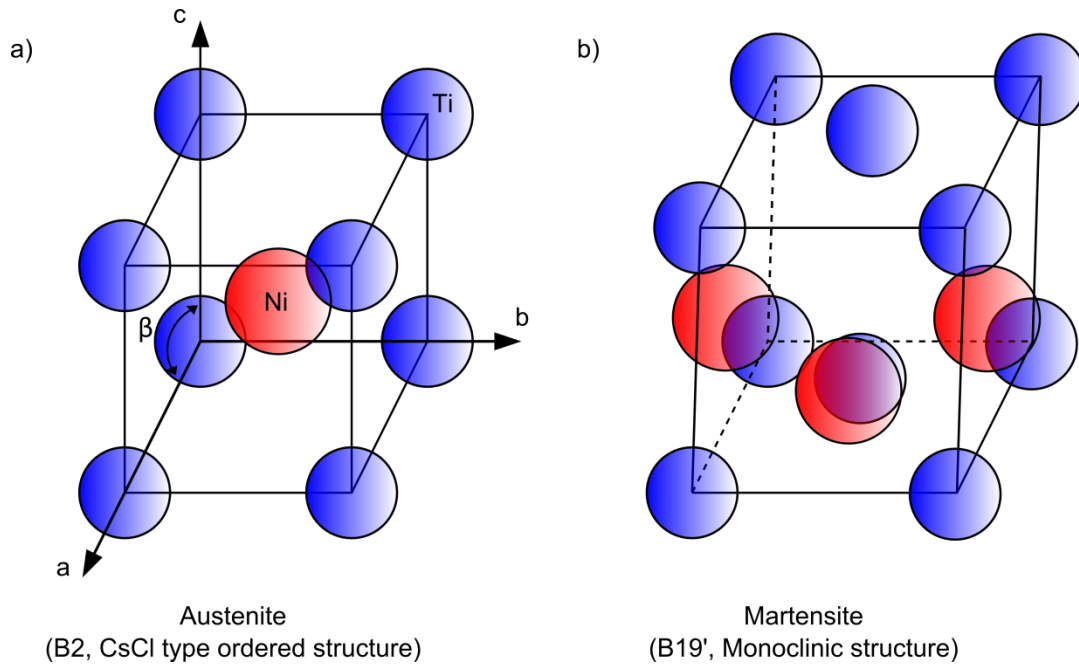 a)
c
Ti
Ni
β
b
a
Austenite
(B2, CsCl type ordered structure)
b)
Martensite
(B19', Monoclinic structure)